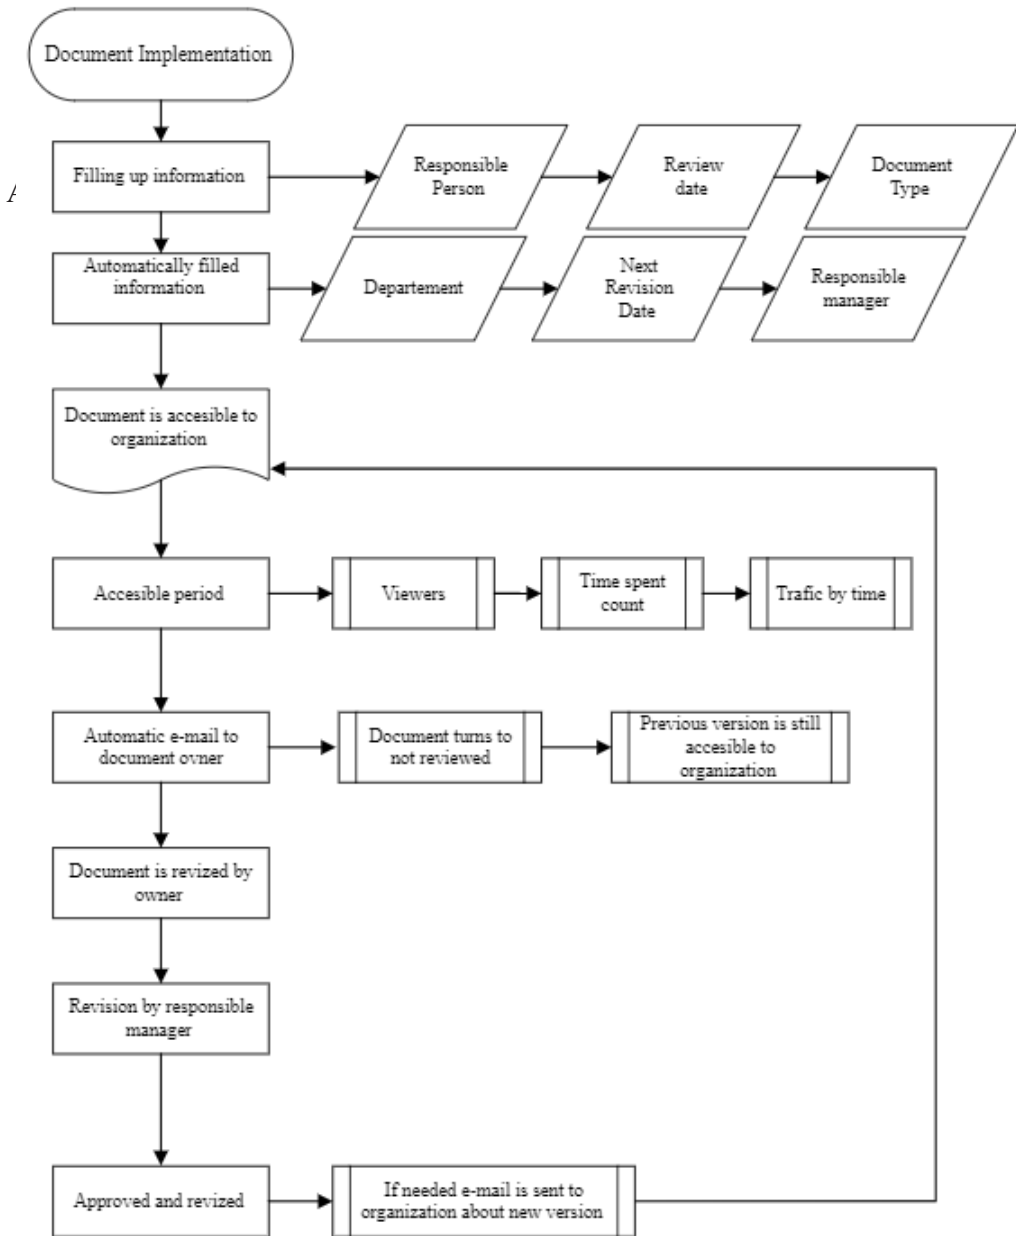 Document Implementation
Filling up information
Responsible
Person
Review
date
Document
Type
Automatically filled
information
Departement
Next
Revision
Date
Responsible
manager
Document is accesible to
organization
Accesible period
Viewers
Time spent
count
Trafic by time
Automatic e-mail to
document ovner
Document turns to
not reviewed
Previous version is still
accesible to
organization
Document is revized by
owner
Revision by responsible
manager
Approved and revized
If needed e-mail is sent to
organization about new version